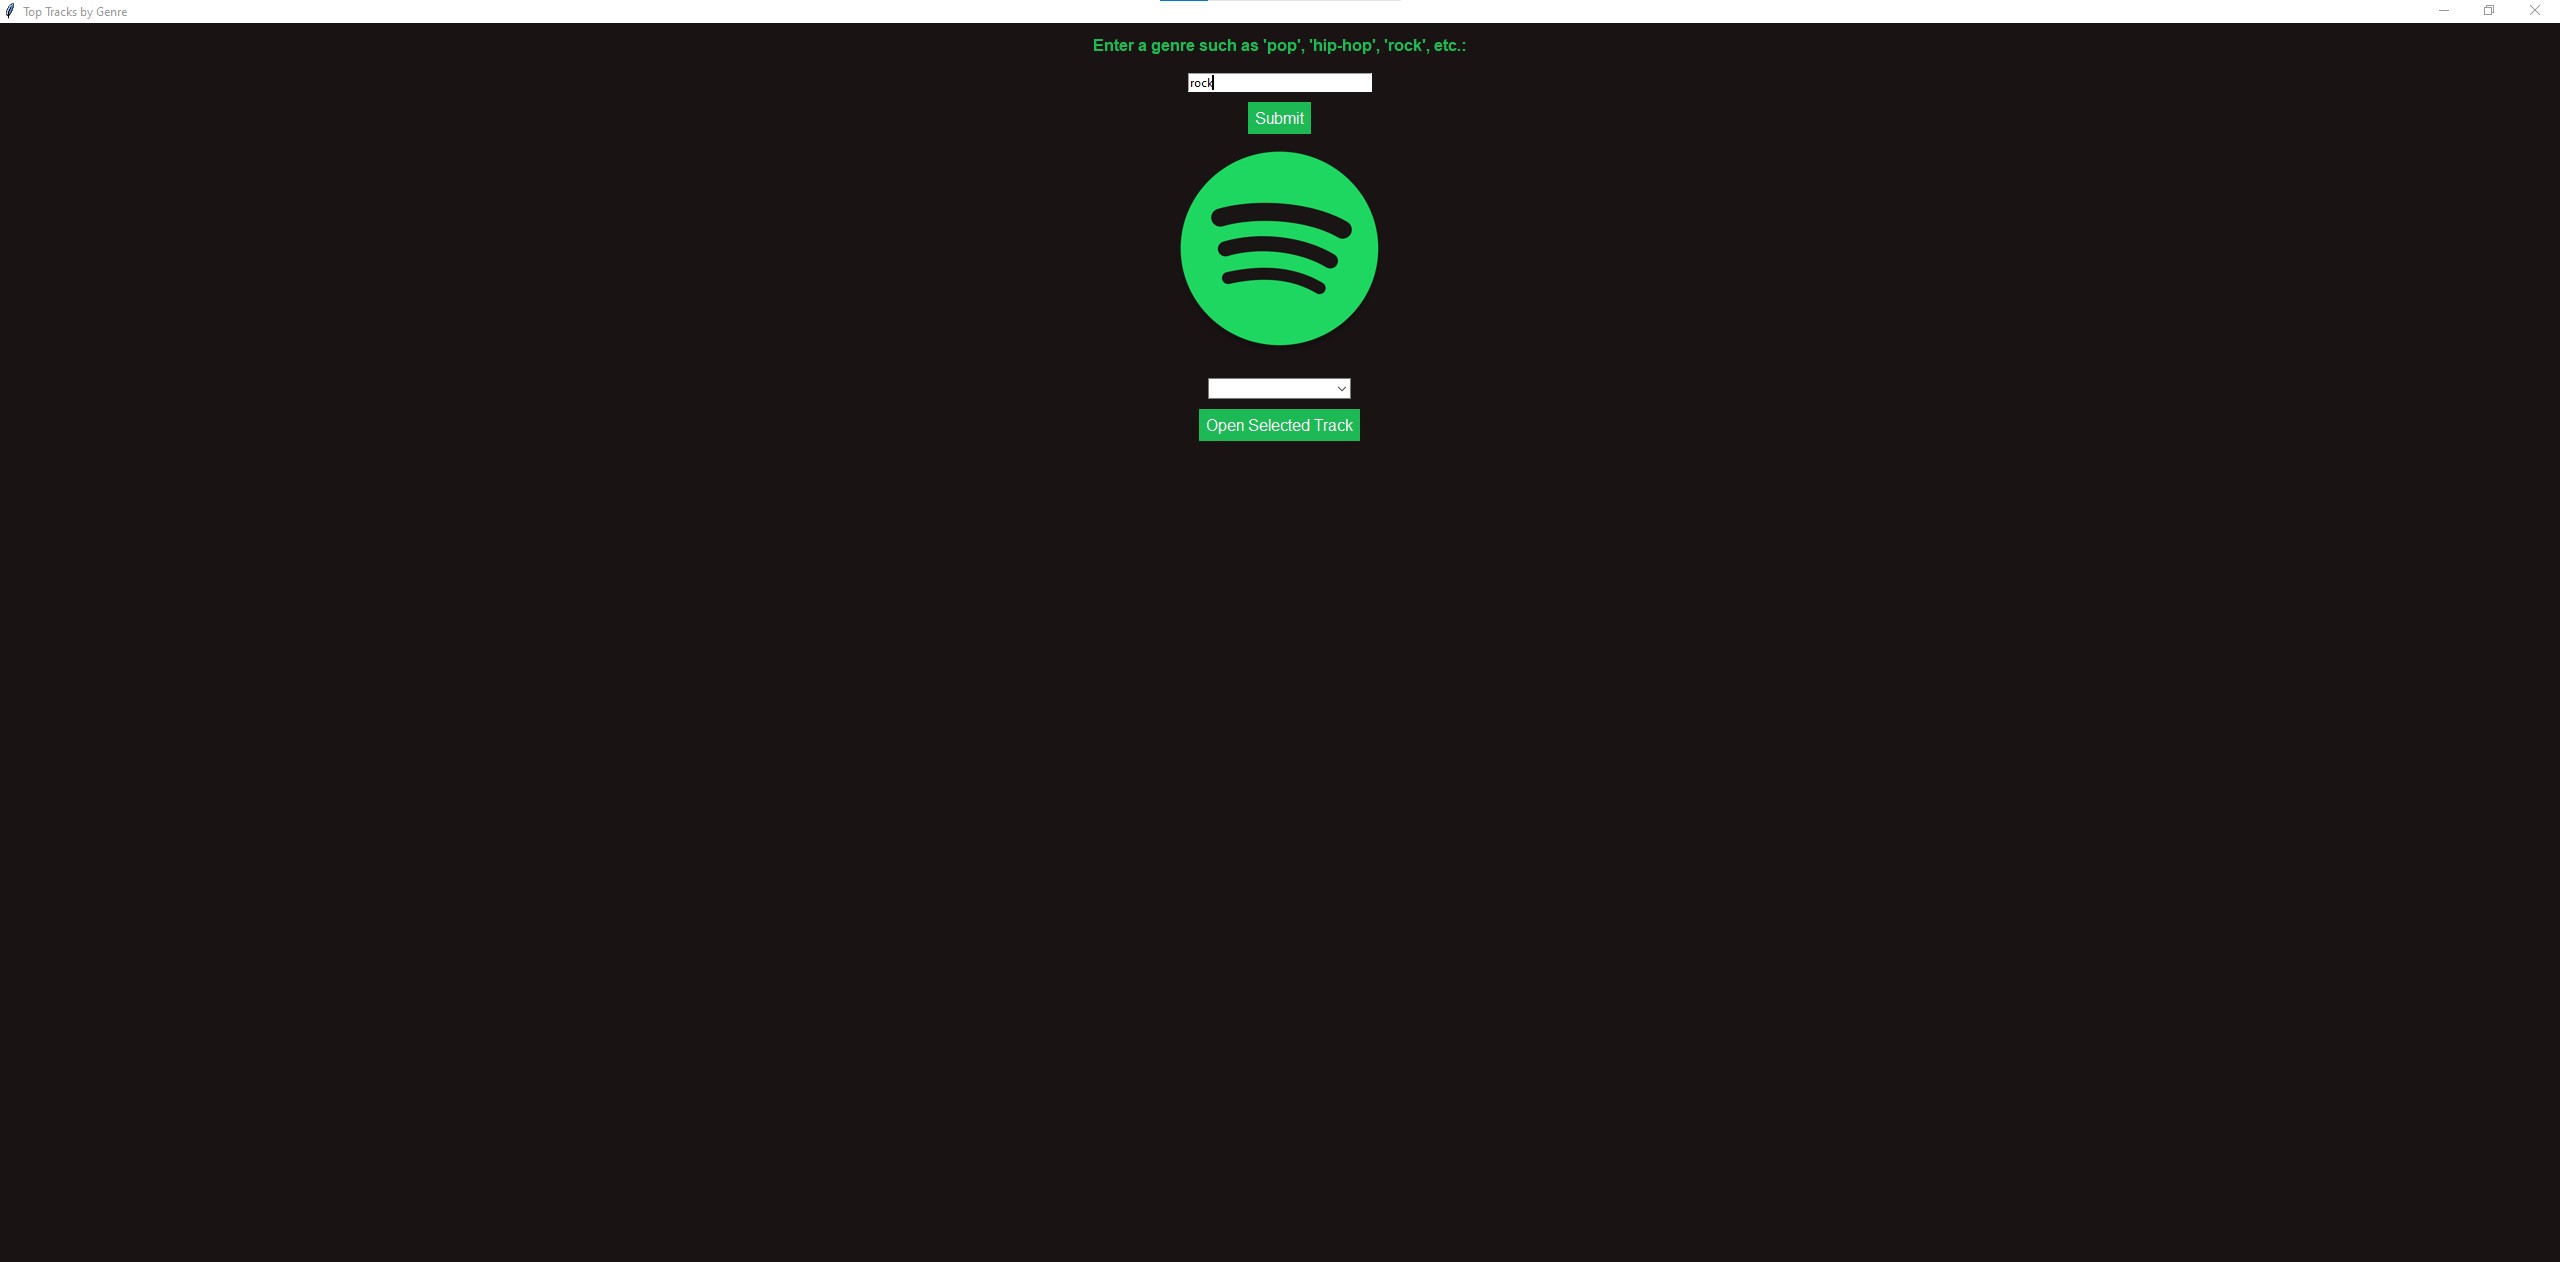 Top Tracks by Genre
Enter a genre such as 'pop', 'hip-hop', 'rock', etc.:
rock
Submit
Open Selected Track